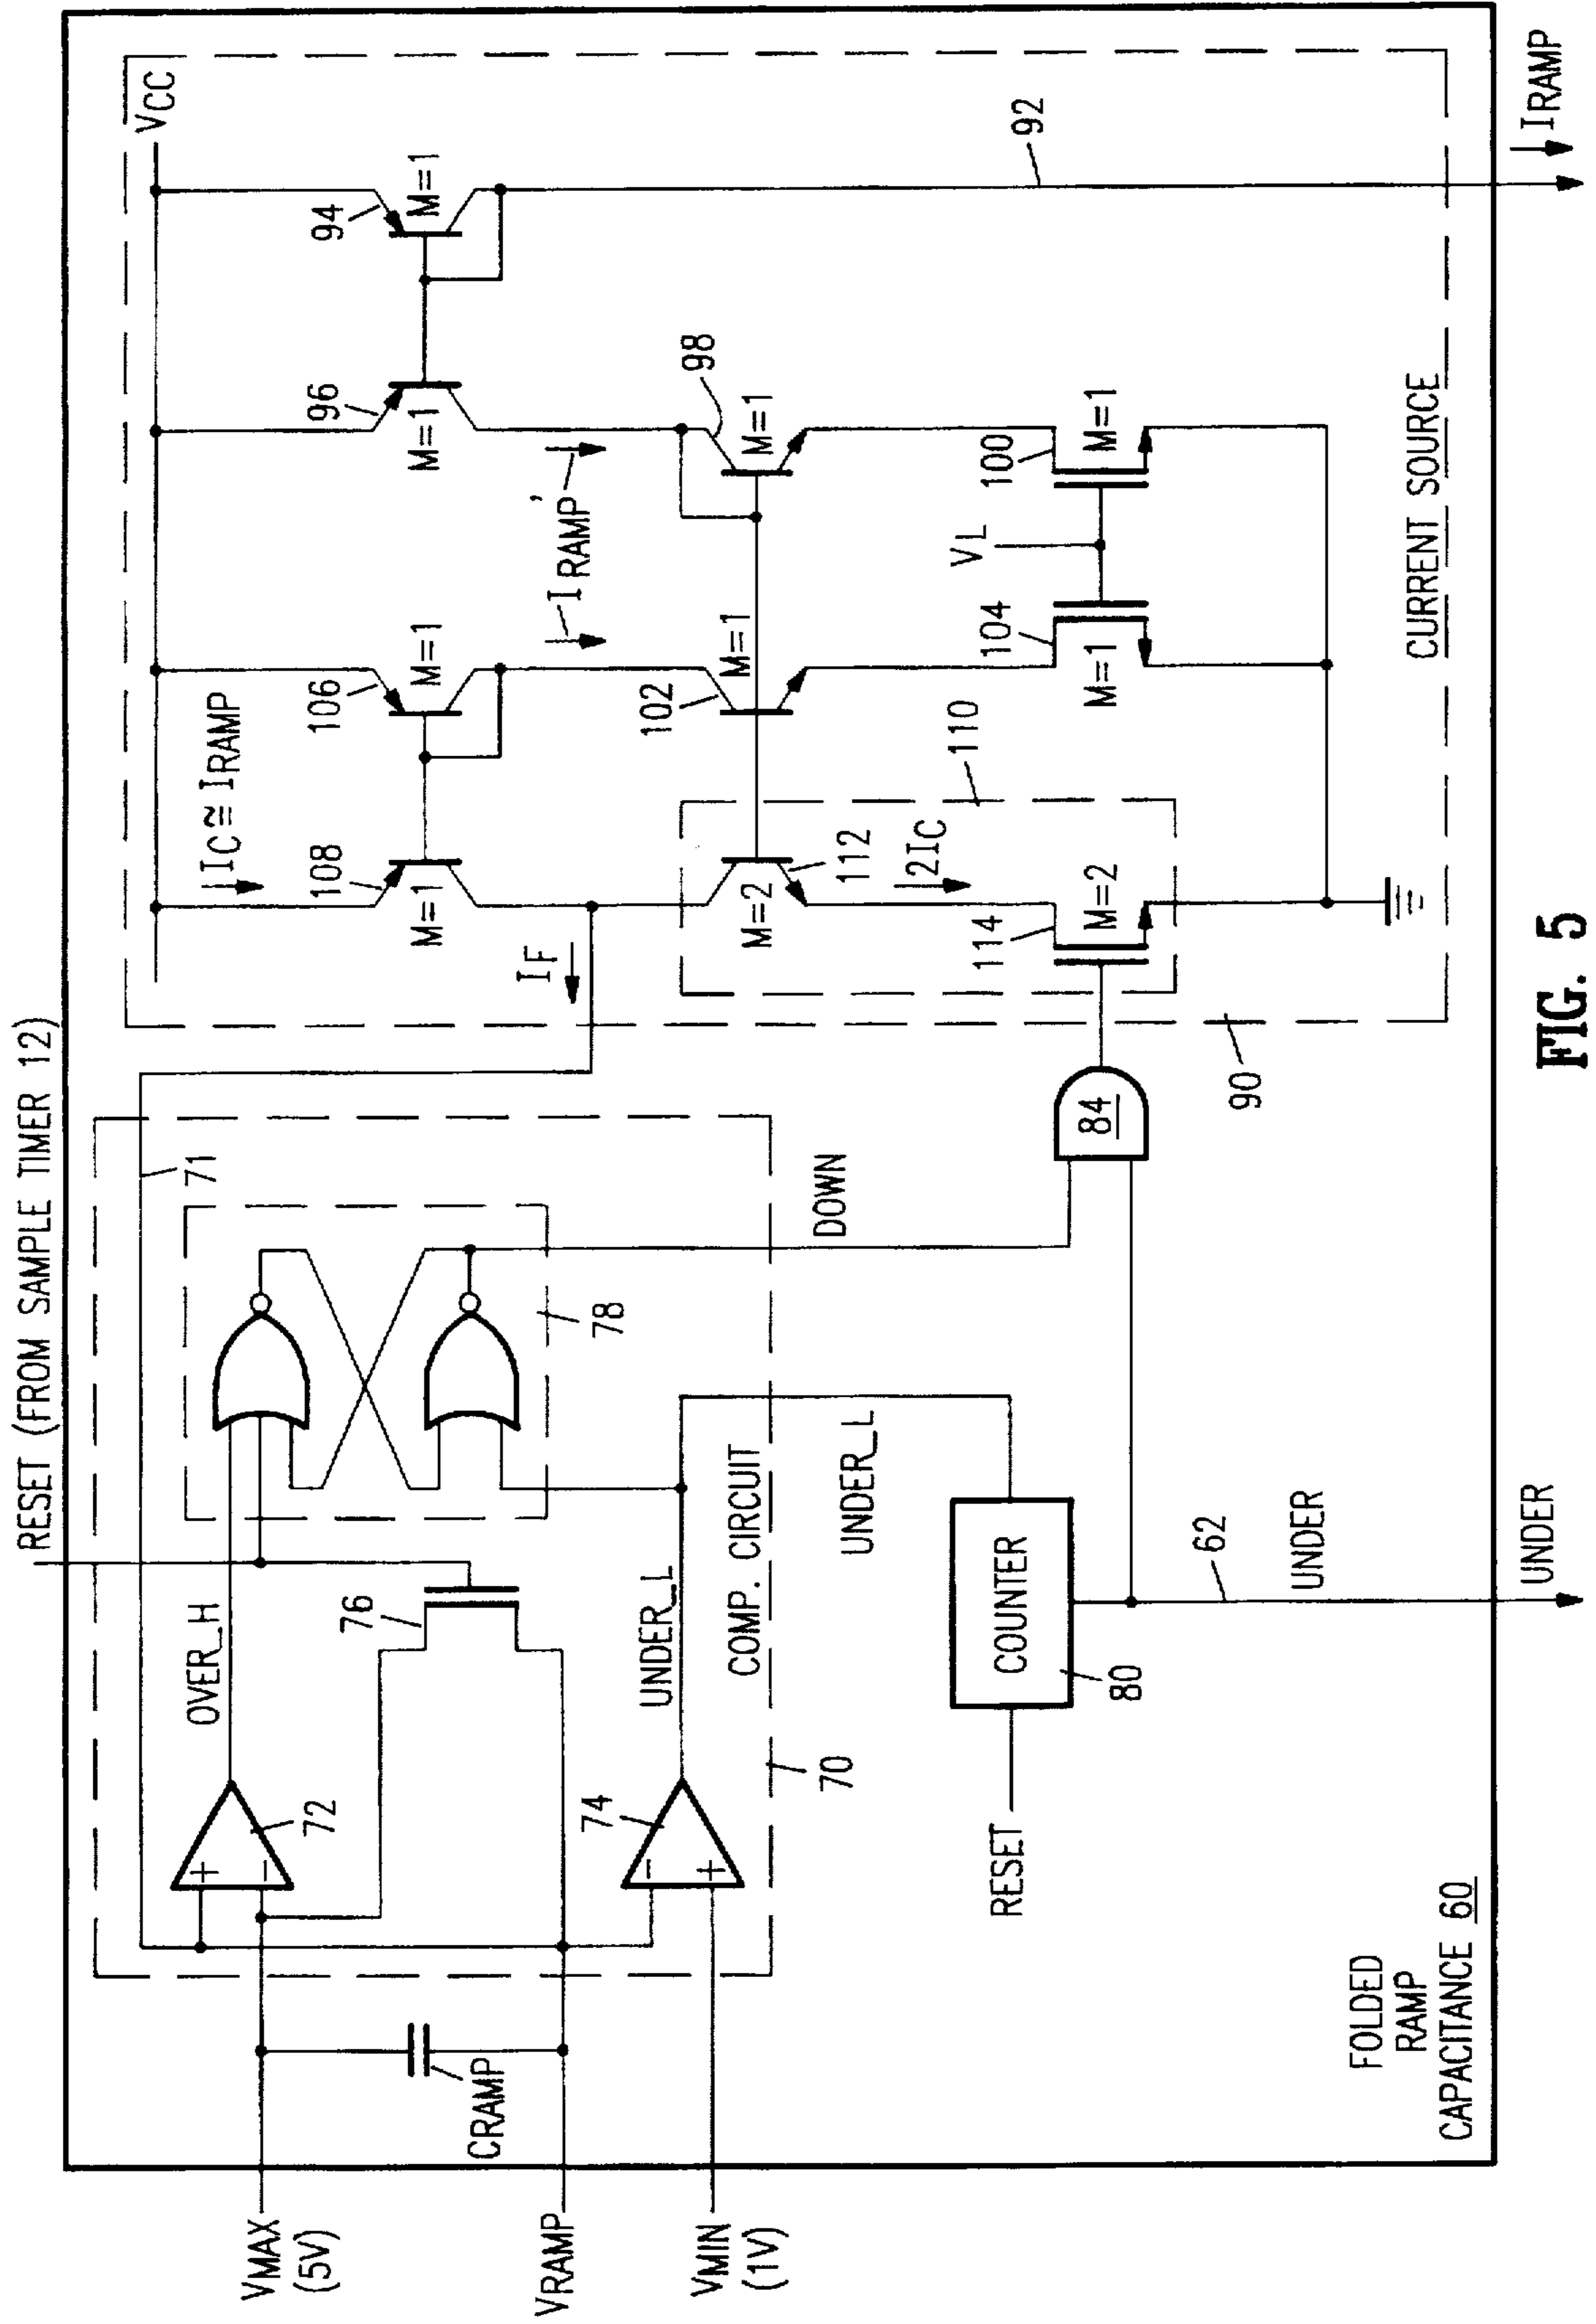 RESET (FROM SAMPLE TIMER 12)
VMAX
(5V)
VRAMP
VMIN
(1V)
CRAMP
OVER_H
72
76
UNDER_L
74
71
78
COMP. CIRCUIT
70
UNDER_L
DOWN
RESET
COUNTER
80
84
62
UNDER
UNDER
90
VCC
IC≅IRAMP
108
M=1
106
M=1
96
M=1
94
M=1
IF
IRAMP'
102
M=1
98
M=1
110
M=2
112
2IC
114
M=2
104
M=1
VL
100
M=1
92
CURRENT SOURCE
IRAMP
FOLDED
RAMP
CAPACITANCE 60
FIG. 5